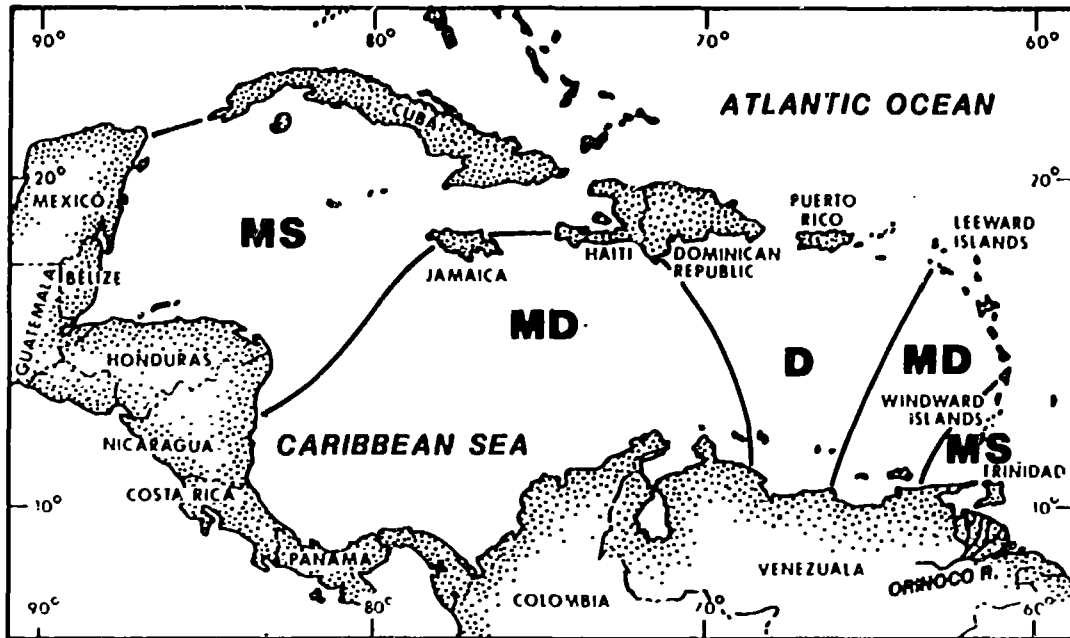 90°
80°
70°
60°
ATLANTIC OCEAN
CUBA
20°
20°
MEXICO
PUERTO
RICO
LEEWARD
ISLANDS
MS
JAMAICA
HAITI
DOMINICAN
REPUBLIC
BELIZE
GUATEMALA
MD
HONDURAS
D
MD
WINDWARD
ISLANDS
NICARAGUA
CARIBBEAN SEA
MS
TRINIDAD
COSTA RICA
10°
10°
PANAMA
VENEZUALA
ORINOCO R.
COLOMBIA
90°
80°
70°
60°